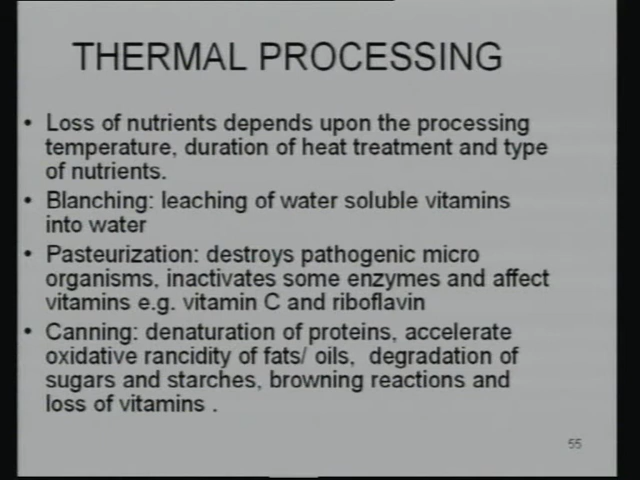 THERMAL PROCESSING
• Loss of nutrients depends upon the processing
temperature, duration of heat treatment and type
of nutrients.
• Blanching: leaching of water soluble vitamins
into water
• Pasteurization: destroys pathogenic micro
organisms, inactivates some enzymes and affect
vitamins e.g. vitamin C and riboflavin
• Canning: denaturation of proteins, accelerate
oxidative rancidity of fats/ oils,  degradation of
sugars and starches, browning reactions and
loss of vitamins .
55